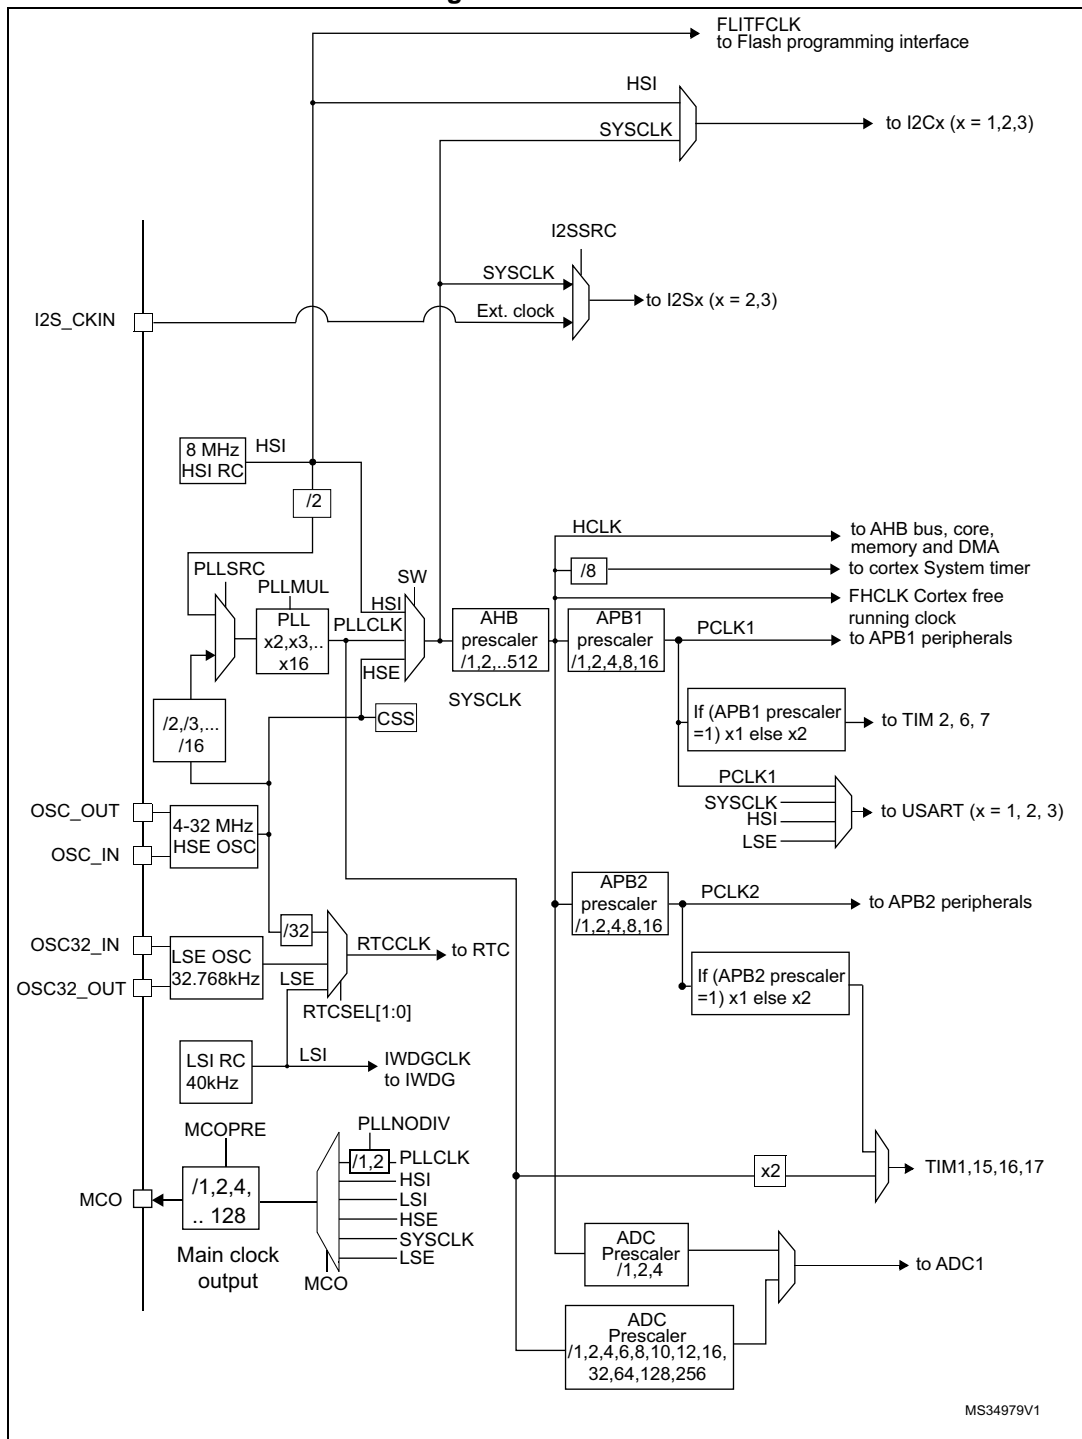 FLITFCLK
to Flash programming interface
HSI
SYSCLK
to I2Cx (x = 1,2,3)
I2SSRC
SYSCLK
to I2Sx (x = 2,3)
I2S_CKIN
Ext. clock
8 MHz
HSI RC
HSI
/2
HCLK
to AHB bus, core,
memory and DMA
/8
to cortex System timer
FHCLK Cortex free
running clock
PLLSRC
PLLMUL
SW
HSI
PLL
x2,x3,..
x16
PLLCLK
HSE
AHB
prescaler
/1,2,..512
APB1
prescaler
/1,2,4,8,16
PCLK1
to APB1 peripherals
SYSCLK
/2,/3,...
/16
CSS
If (APB1 prescaler
=1) x1 else x2
to TIM 2, 6, 7
PCLK1
SYSCLK
HSI
LSE
to USART (x = 1, 2, 3)
OSC_OUT
OSC_IN
4-32 MHz
HSE OSC
APB2
prescaler
/1,2,4,8,16
PCLK2
to APB2 peripherals
/32
OSC32_IN
OSC32_OUT
LSE OSC
32.768kHz
RTCCLK
to RTC
LSE
RTCSEL[1:0]
If (APB2 prescaler
=1) x1 else x2
LSI RC
40kHz
LSI
IWDGCLK
to IWDG
MCOPRE
PLLNODIV
/1,2
PLLCLK
HSI
LSI
HSE
SYSCLK
LSE
MCO
/1,2,4,
.. 128
Main clock
output
MCO
x2
TIM1,15,16,17
ADC
Prescaler
/1,2,4
to ADC1
ADC
Prescaler
/1,2,4,6,8,10,12,16,
32,64,128,256
MS34979V1